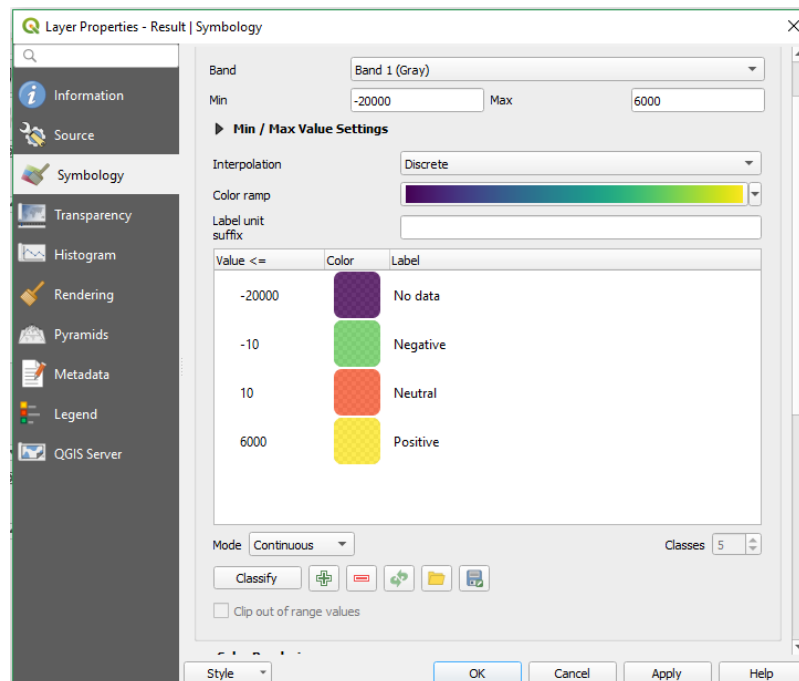 Layer Properties - Result | Symbology
Information
Source
Symbology
Transparency
Histogram
Rendering
Pyramids
Metadata
Legend
QGIS Server
Band Band 1 (Gray)
Min -20000 Max 6000
Min / Max Value Settings
Interpolation Discrete
Color ramp
Label unit
suffix
Value <= Color Label
-20000 No data
-10 Negative
10 Neutral
6000 Positive
Mode Continuous Classes 5
Classify
Clip out of range values
Style OK Cancel Apply Help